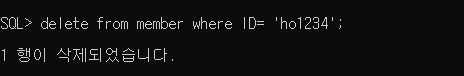 SQL> delete from member where ID= 'ho1234';
1 행이 삭제되었습니다.